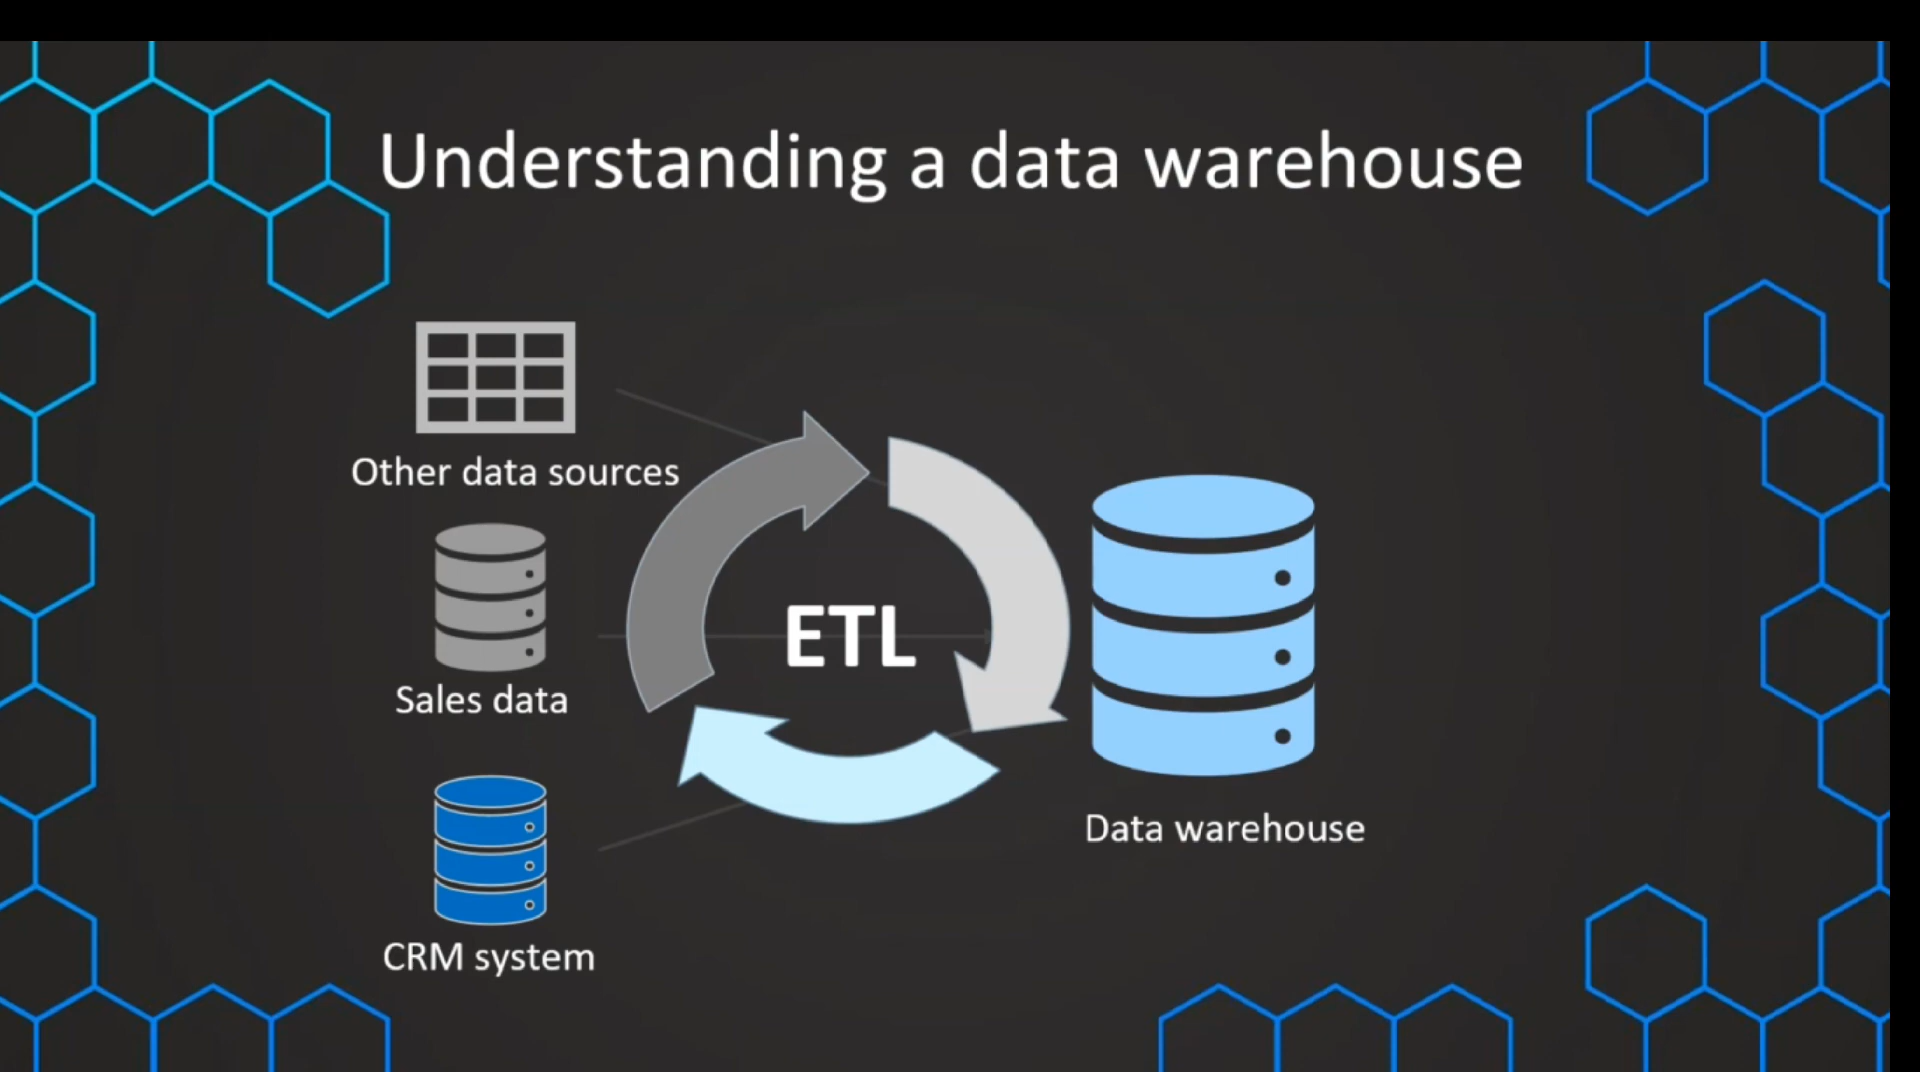 Understanding a data warehouse
Other data sources
Sales data
ETL
CRM system
Data warehouse